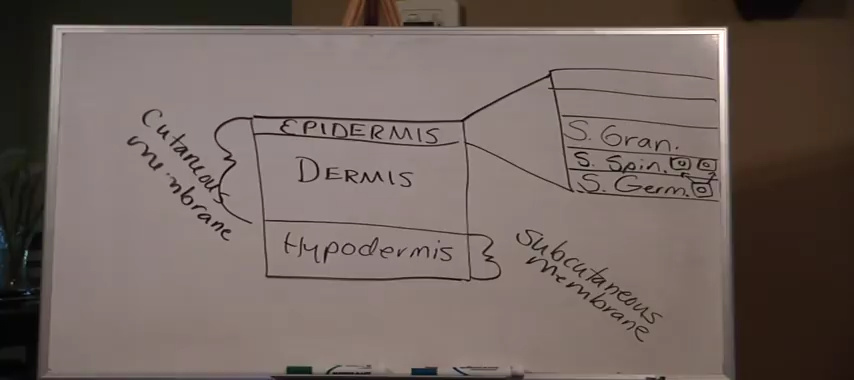 Cutaneous
membrane
EPIDERMIS
DERMIS
Hypodermis
Subcutaneous
membrane
S. Gran.
S. Spin.
S. Germ.